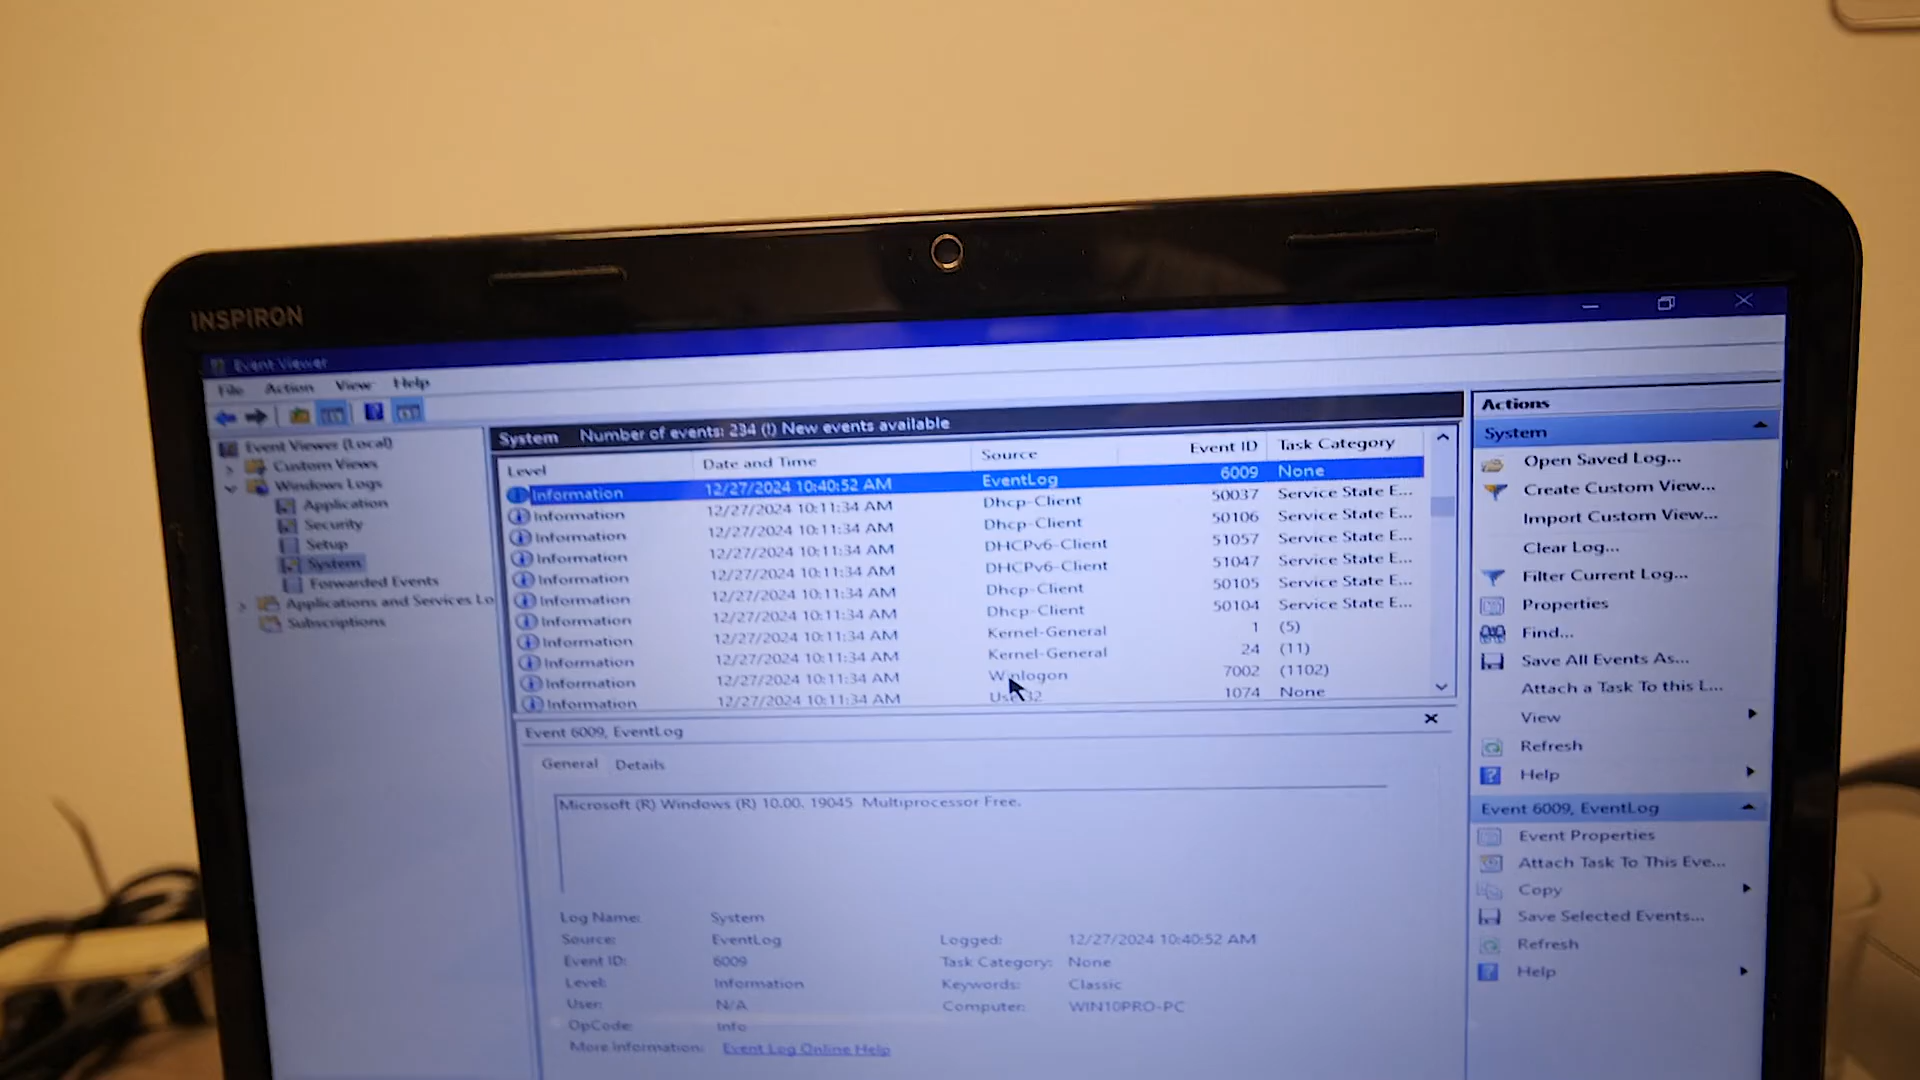 INSPIRON
Event Viewer
File Action View Help
Event Viewer (Local)
Custom Views
Windows Logs
Application
Security
Setup
System
Forwarded Events
Applications and Services Lo
Subscriptions
System Number of events: 234 (!) New events available
Level Date and Time Source Event ID Task Category
Information 12/27/2024 10:40:52 AM EventLog 6009 None
Information 12/27/2024 10:11:34 AM Dhcp-Client 50037 Service State E...
Information 12/27/2024 10:11:34 AM Dhcp-Client 50106 Service State E...
Information 12/27/2024 10:11:34 AM DHCPv6-Client 51057 Service State E...
Information 12/27/2024 10:11:34 AM DHCPv6-Client 51047 Service State E...
Information 12/27/2024 10:11:34 AM Dhcp-Client 50105 Service State E...
Information 12/27/2024 10:11:34 AM Dhcp-Client 50104 Service State E...
Information 12/27/2024 10:11:34 AM Kernel-General 1 (5)
Information 12/27/2024 10:11:34 AM Kernel-General 24 (11)
Information 12/27/2024 10:11:34 AM Winlogon 7002 (1102)
Information 12/27/2024 10:11:34 AM User32 1074 None
Event 6009, EventLog
General Details
Microsoft (R) Windows (R) 10.00. 19045 Multiprocessor Free.
Log Name: System
Source: EventLog Logged: 12/27/2024 10:40:52 AM
Event ID: 6009 Task Category: None
Level: Information Keywords: Classic
User: N/A Computer: WIN10PRO-PC
OpCode: Info
More Information: Event Log Online Help
Actions
System
Open Saved Log...
Create Custom View...
Import Custom View...
Clear Log...
Filter Current Log...
Properties
Find...
Save All Events As...
Attach a Task To this L...
View
Refresh
Help
Event 6009, EventLog
Event Properties
Attach Task To This Eve...
Copy
Save Selected Events...
Refresh
Help